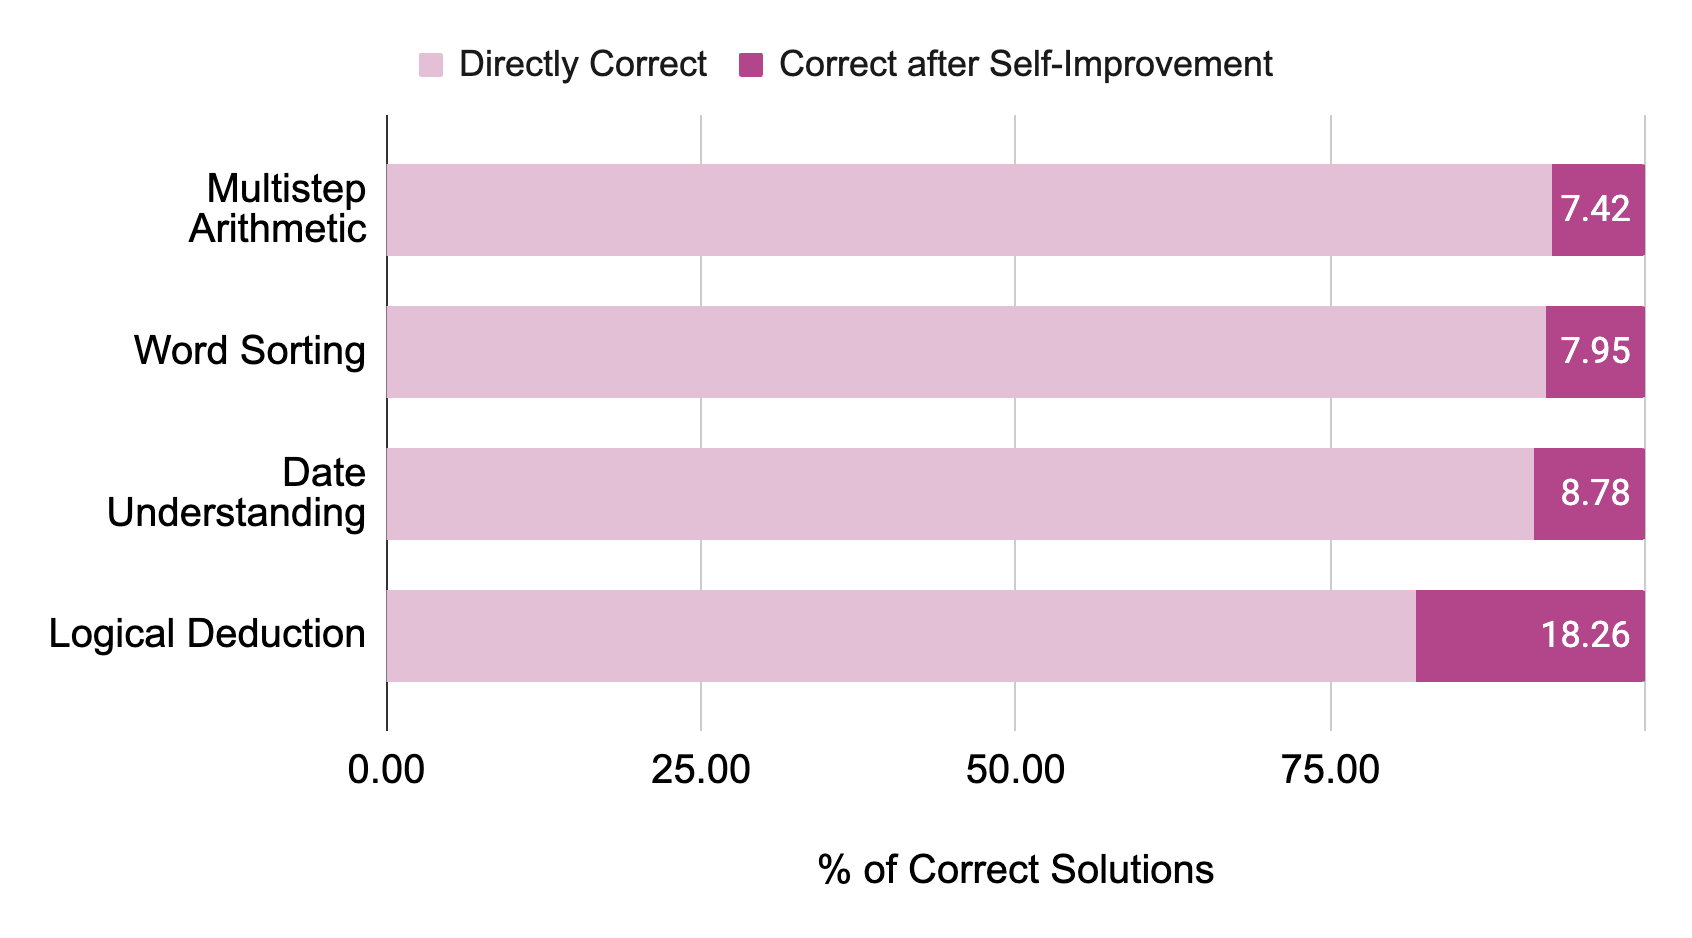 Directly Correct
Correct after Self-Improvement
Multistep
Arithmetic
7.42
Word Sorting
7.95
Date
Understanding
8.78
Logical Deduction
18.26
0.00
25.00
50.00
75.00
% of Correct Solutions